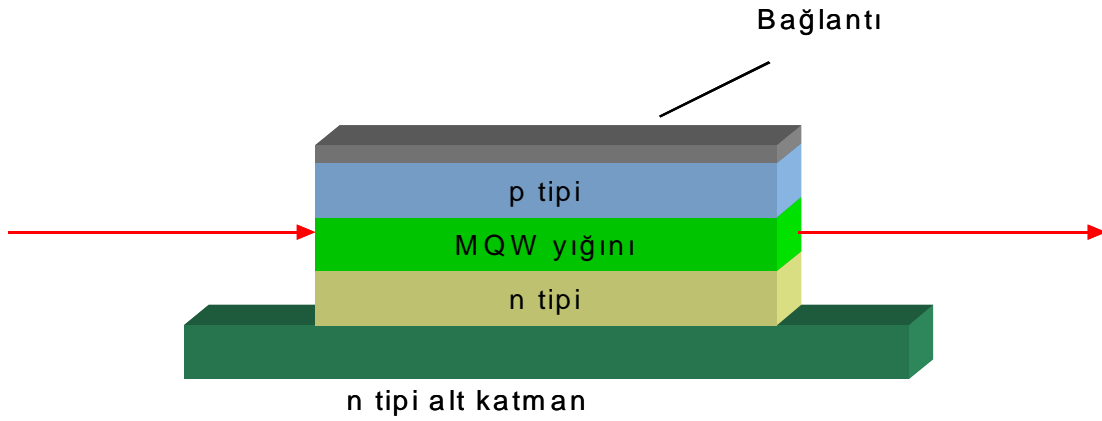 Bağlantı
p tipi
MQW yığını
n tipi
n tipi alt katman